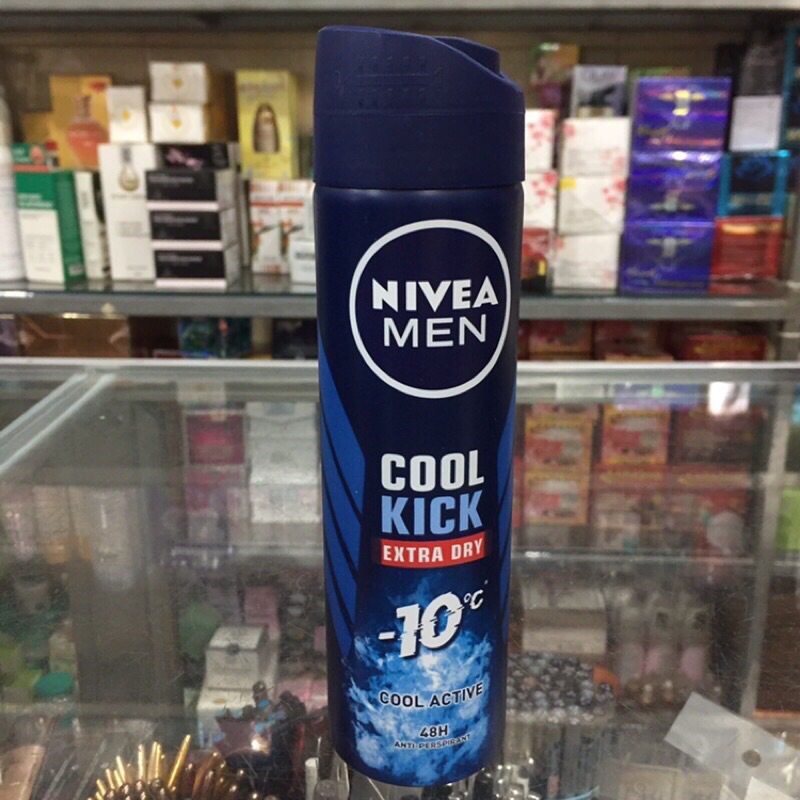 NIVEA
MEN
COOL
KICK
EXTRA DRY
-10°C
COOL ACTIVE
48H
ANTI-PERSPIRANT